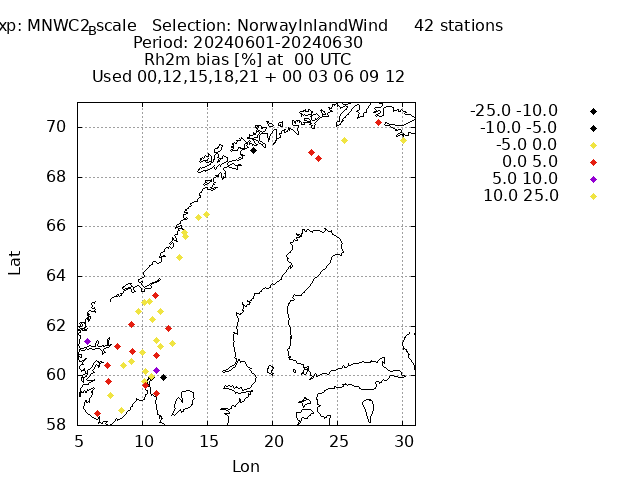 xp: MNWC2_Bscale   Selection: NorwayInlandWind     42 stations
Period: 20240601-20240630
Rh2m bias [%] at  00 UTC
Used 00,12,15,18,21 + 00 03 06 09 12
-25.0 -10.0
-10.0 -5.0
-5.0 0.0
0.0 5.0
5.0 10.0
10.0 25.0
Lat
70
68
66
64
62
60
58
5 10 15 20 25 30
Lon